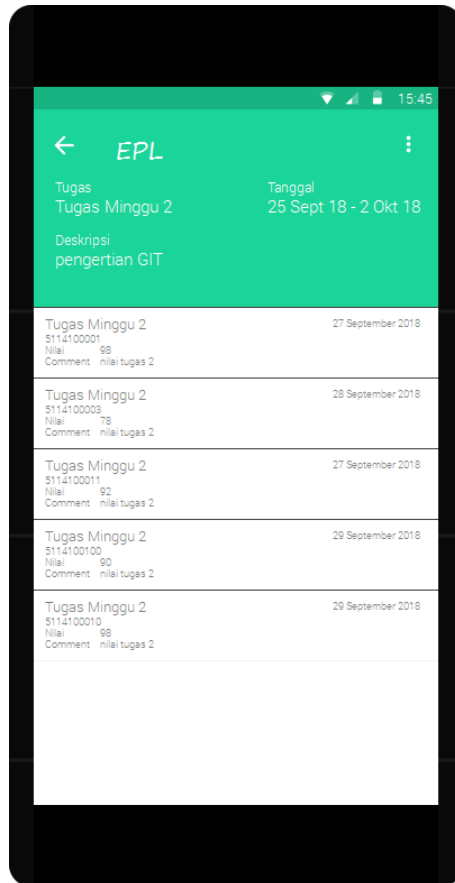 15:45
EPL
Tugas Tanggal
Tugas Minggu 2 25 Sept 18 - 2 Okt 18
Deskripsi
pengertian GIT
Tugas Minggu 2 27 September 2018
5114100001
Nilai 98
Comment nilai tugas 2
Tugas Minggu 2 28 September 2018
5114100003
Nilai 78
Comment nilai tugas 2
Tugas Minggu 2 27 September 2018
5114100011
Nilai 92
Comment nilai tugas 2
Tugas Minggu 2 29 September 2018
5114100100
Nilai 90
Comment nilai tugas 2
Tugas Minggu 2 29 September 2018
5114100010
Nilai 98
Comment nilai tugas 2